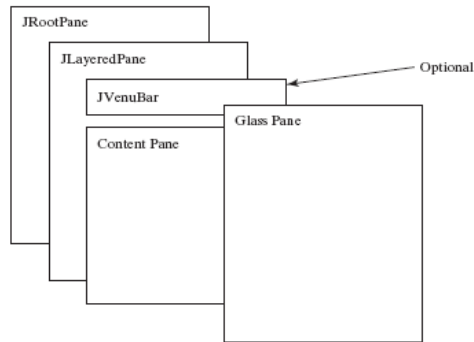 JRootPane
JLayeredPane
Optional
JVenuBar
Glass Pane
Content Pane